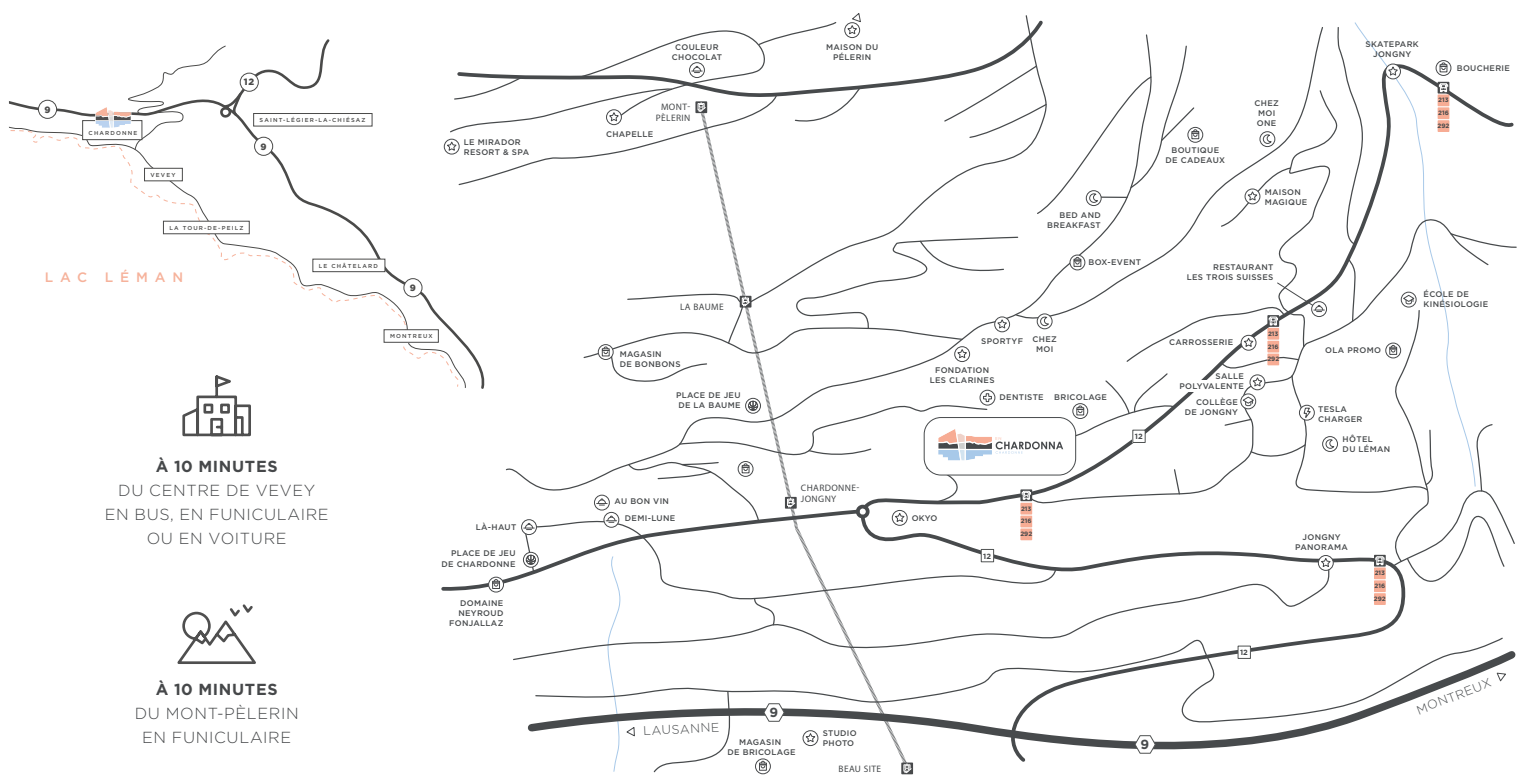 9
12
CHARDONNE
SAINT-LÉGIER-LA-CHIÉSAZ
9
VEVEY
LA TOUR-DE-PEILZ
LE CHÂTELARD
LAC LÉMAN
9
MONTREUX
À 10 MINUTES
DU CENTRE DE VEVEY
EN BUS, EN FUNICULAIRE
OU EN VOITURE
À 10 MINUTES
DU MONT-PÈLERIN
EN FUNICULAIRE
COULEUR
CHOCOLAT
MAISON DU
PÉLERIN
MONT-
PÈLERIN
CHAPELLE
LE MIRADOR
RESORT & SPA
SKATEPARK
JONGNY
BOUCHERIE
213
216
292
CHEZ
MOI
ONE
BOUTIQUE
DE CADEAUX
MAISON
MAGIQUE
BED AND
BREAKFAST
BOX-EVENT
RESTAURANT
LES TROIS SUISSES
ÉCOLE DE
KINÉSIOLOGIE
LA BAUME
MAGASIN
DE BONBONS
SPORTYF
CHEZ
MOI
FONDATION
LES CLARINES
CARROSSERIE
213
216
292
OLA PROMO
SALLE
POLYVALENTE
COLLÈGE
DE JONGNY
PLACE DE JEU
DE LA BAUME
DENTISTE
BRICOLAGE
TESLA
CHARGER
HÔTEL
DU LÉMAN
CHARDONNA
12
CHARDONNE-
JONGNY
AU BON VIN
DEMI-LUNE
LÀ-HAUT
PLACE DE JEU
DE CHARDONNE
DOMAINE
NEYROUD
FONJALLAZ
OKYO
213
216
292
12
JONGNY
PANORAMA
213
216
292
12
9
LAUSANNE
MAGASIN
DE BRICOLAGE
STUDIO
PHOTO
BEAU SITE
9
MONTREUX